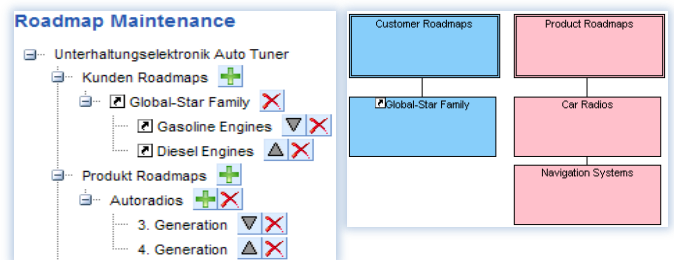 Roadmap Maintenance
Unterhaltungselektronik Auto Tuner
Kunden Roadmaps
Global-Star Family
Gasoline Engines
Diesel Engines
Produkt Roadmaps
Autoradios
3. Generation
4. Generation
Customer Roadmaps
Product Roadmaps
Global-Star Family
Car Radios
Navigation Systems